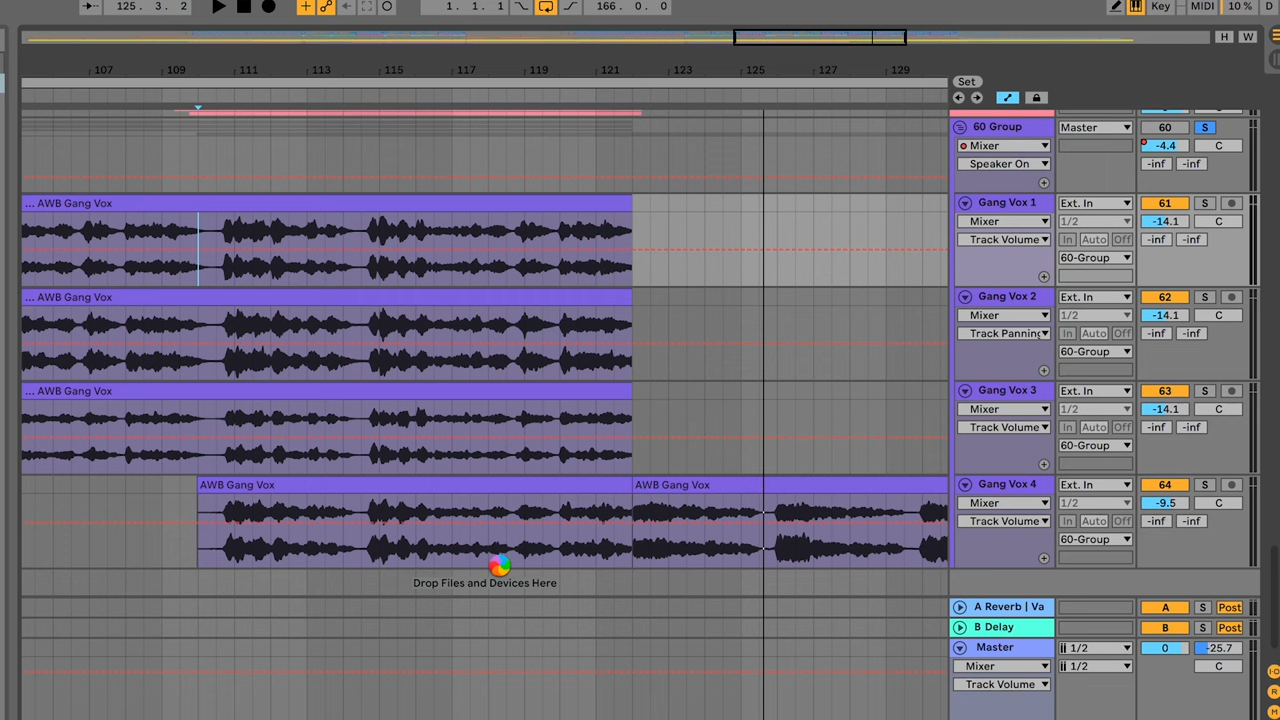 125. 3. 2
1. 1. 1
166. 0. 0
Key
MIDI
10 %
D
H W
107 109 111 113 115 117 119 121 123 125 127 129
Set
60 Group
Master
60
S
Mixer
-4.4
C
Speaker On
-inf
-inf
... AWB Gang Vox
Gang Vox 1
Ext. In
61
S
Mixer
1/2
-14.1
C
Track Volume
In Auto Off
-inf
-inf
60-Group
... AWB Gang Vox
Gang Vox 2
Ext. In
62
S
Mixer
1/2
-14.1
C
Track Panning
In Auto Off
-inf
-inf
60-Group
... AWB Gang Vox
Gang Vox 3
Ext. In
63
S
Mixer
1/2
-14.1
C
Track Volume
In Auto Off
-inf
-inf
60-Group
AWB Gang Vox
AWB Gang Vox
Gang Vox 4
Ext. In
64
S
Mixer
1/2
-9.5
C
Track Volume
In Auto Off
-inf
-inf
60-Group
Drop Files and Devices Here
A Reverb | Va
A
S
Post
B Delay
B
S
Post
Master
1/2
0
-25.7
Mixer
1/2
C
Track Volume
R
M